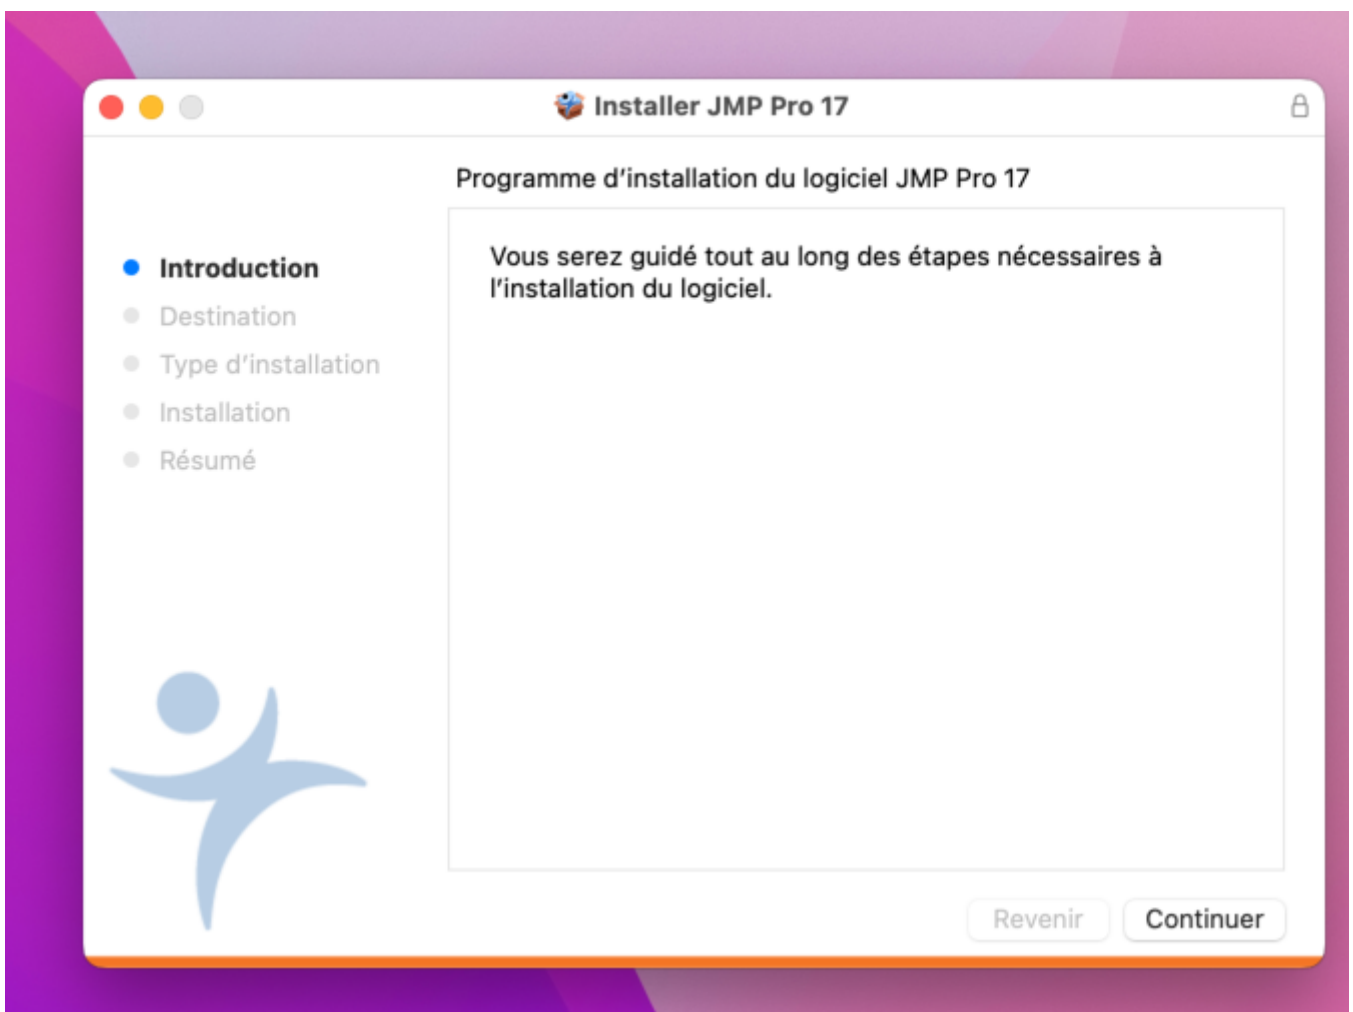 Installer JMP Pro 17
Programme d’installation du logiciel JMP Pro 17
Introduction
Destination
Type d’installation
Installation
Résumé
Vous serez guidé tout au long des étapes nécessaires à
l’installation du logiciel.
Revenir
Continuer